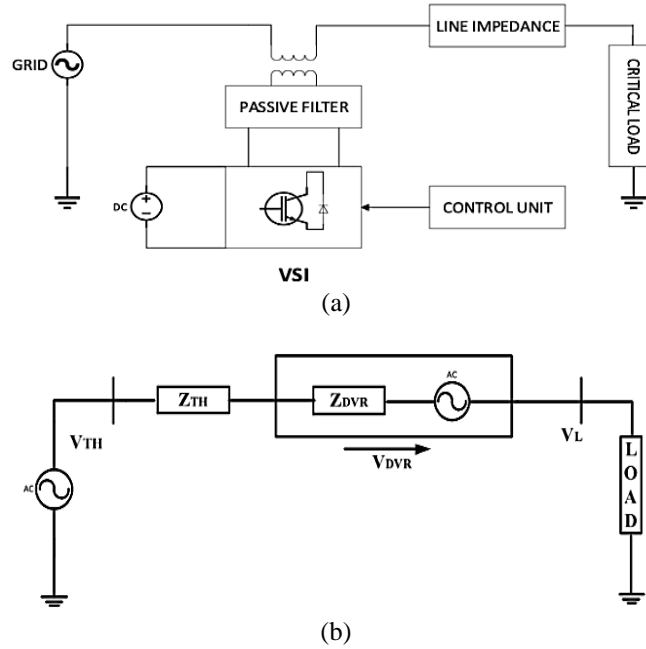 LINE IMPEDANCE
GRID
CRITICAL LOAD
PASSIVE FILTER
DC
CONTROL UNIT
VSI
(a)
AC
ZTH
ZDVR
VTH
VL
VDVR
AC
LOAD
(b)